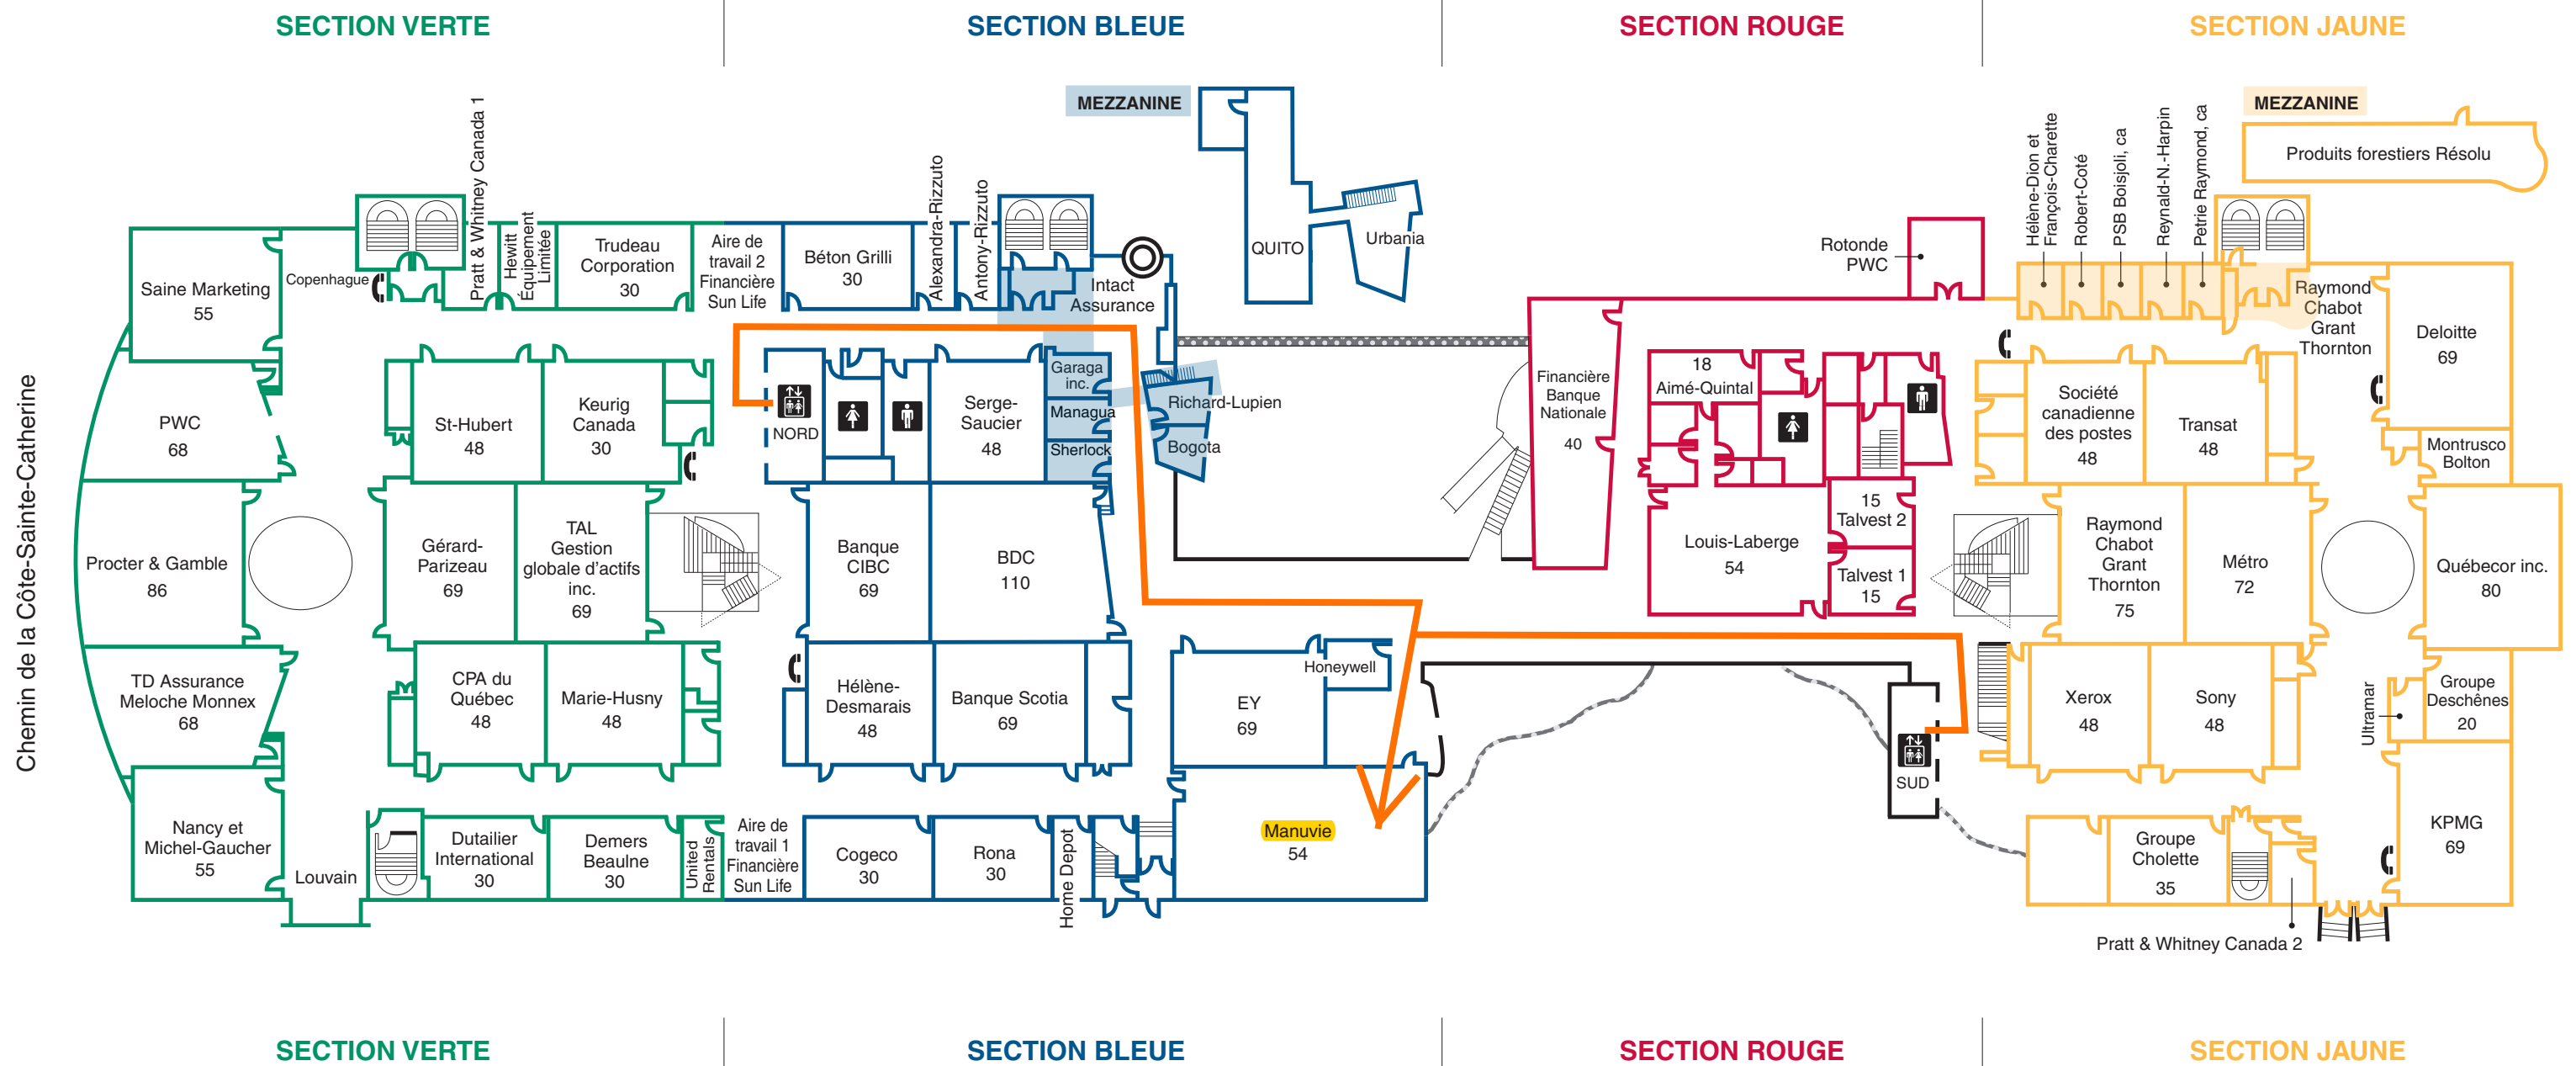 SECTION VERTE
SECTION BLEUE
SECTION ROUGE
SECTION JAUNE
Chemin de la Côte-Sainte-Catherine
Saine Marketing
55
PWC
68
Procter & Gamble
86
TD Assurance
Meloche Monnex
68
Nancy et
Michel-Gaucher
55
Copenhague
Louvain
Pratt & Whitney Canada 1
Hewitt
Équipement
Limitée
Trudeau
Corporation
30
St-Hubert
48
Keurig
Canada
30
Gérard-
Parizeau
69
TAL
Gestion
globale d'actifs
inc.
69
CPA du
Québec
48
Marie-Husny
48
Dutailier
International
30
Demers
Beaulne
30
United
Rentals
Aire de
travail 2
Financière
Sun Life
Béton Grilli
30
Alexandra-Rizzuto
Antony-Rizzuto
MEZZANINE
QUITO
Urbania
Intact
Assurance
NORD
Serge-
Saucier
48
Garaga
inc.
Managua
Sherlock
Richard-Lupien
Bogota
Banque
CIBC
69
BDC
110
Hélène-
Desmarais
48
Banque Scotia
69
Aire de
travail 1
Financière
Sun Life
Cogeco
30
Rona
30
Home Depot
EY
69
Honeywell
Manuvie
54
Financière
Banque
Nationale
40
Rotonde
PWC
18
Aimé-Quintal
Louis-Laberge
54
15
Talvest 2
Talvest 1
15
SUD
MEZZANINE
Produits forestiers Résolu
Hélène-Dion et
François-Charette
Robert-Coté
PSB Boisjoli, ca
Reynald-N.-Harpin
Petrie Raymond, ca
Raymond
Chabot
Grant
Thornton
Deloitte
69
Société
canadienne
des postes
48
Transat
48
Montrusco
Bolton
Raymond
Chabot
Grant
Thornton
75
Métro
72
Québecor inc.
80
Xerox
48
Sony
48
Ultramar
Groupe
Deschênes
20
Groupe
Cholette
35
KPMG
69
Pratt & Whitney Canada 2
SECTION VERTE
SECTION BLEUE
SECTION ROUGE
SECTION JAUNE